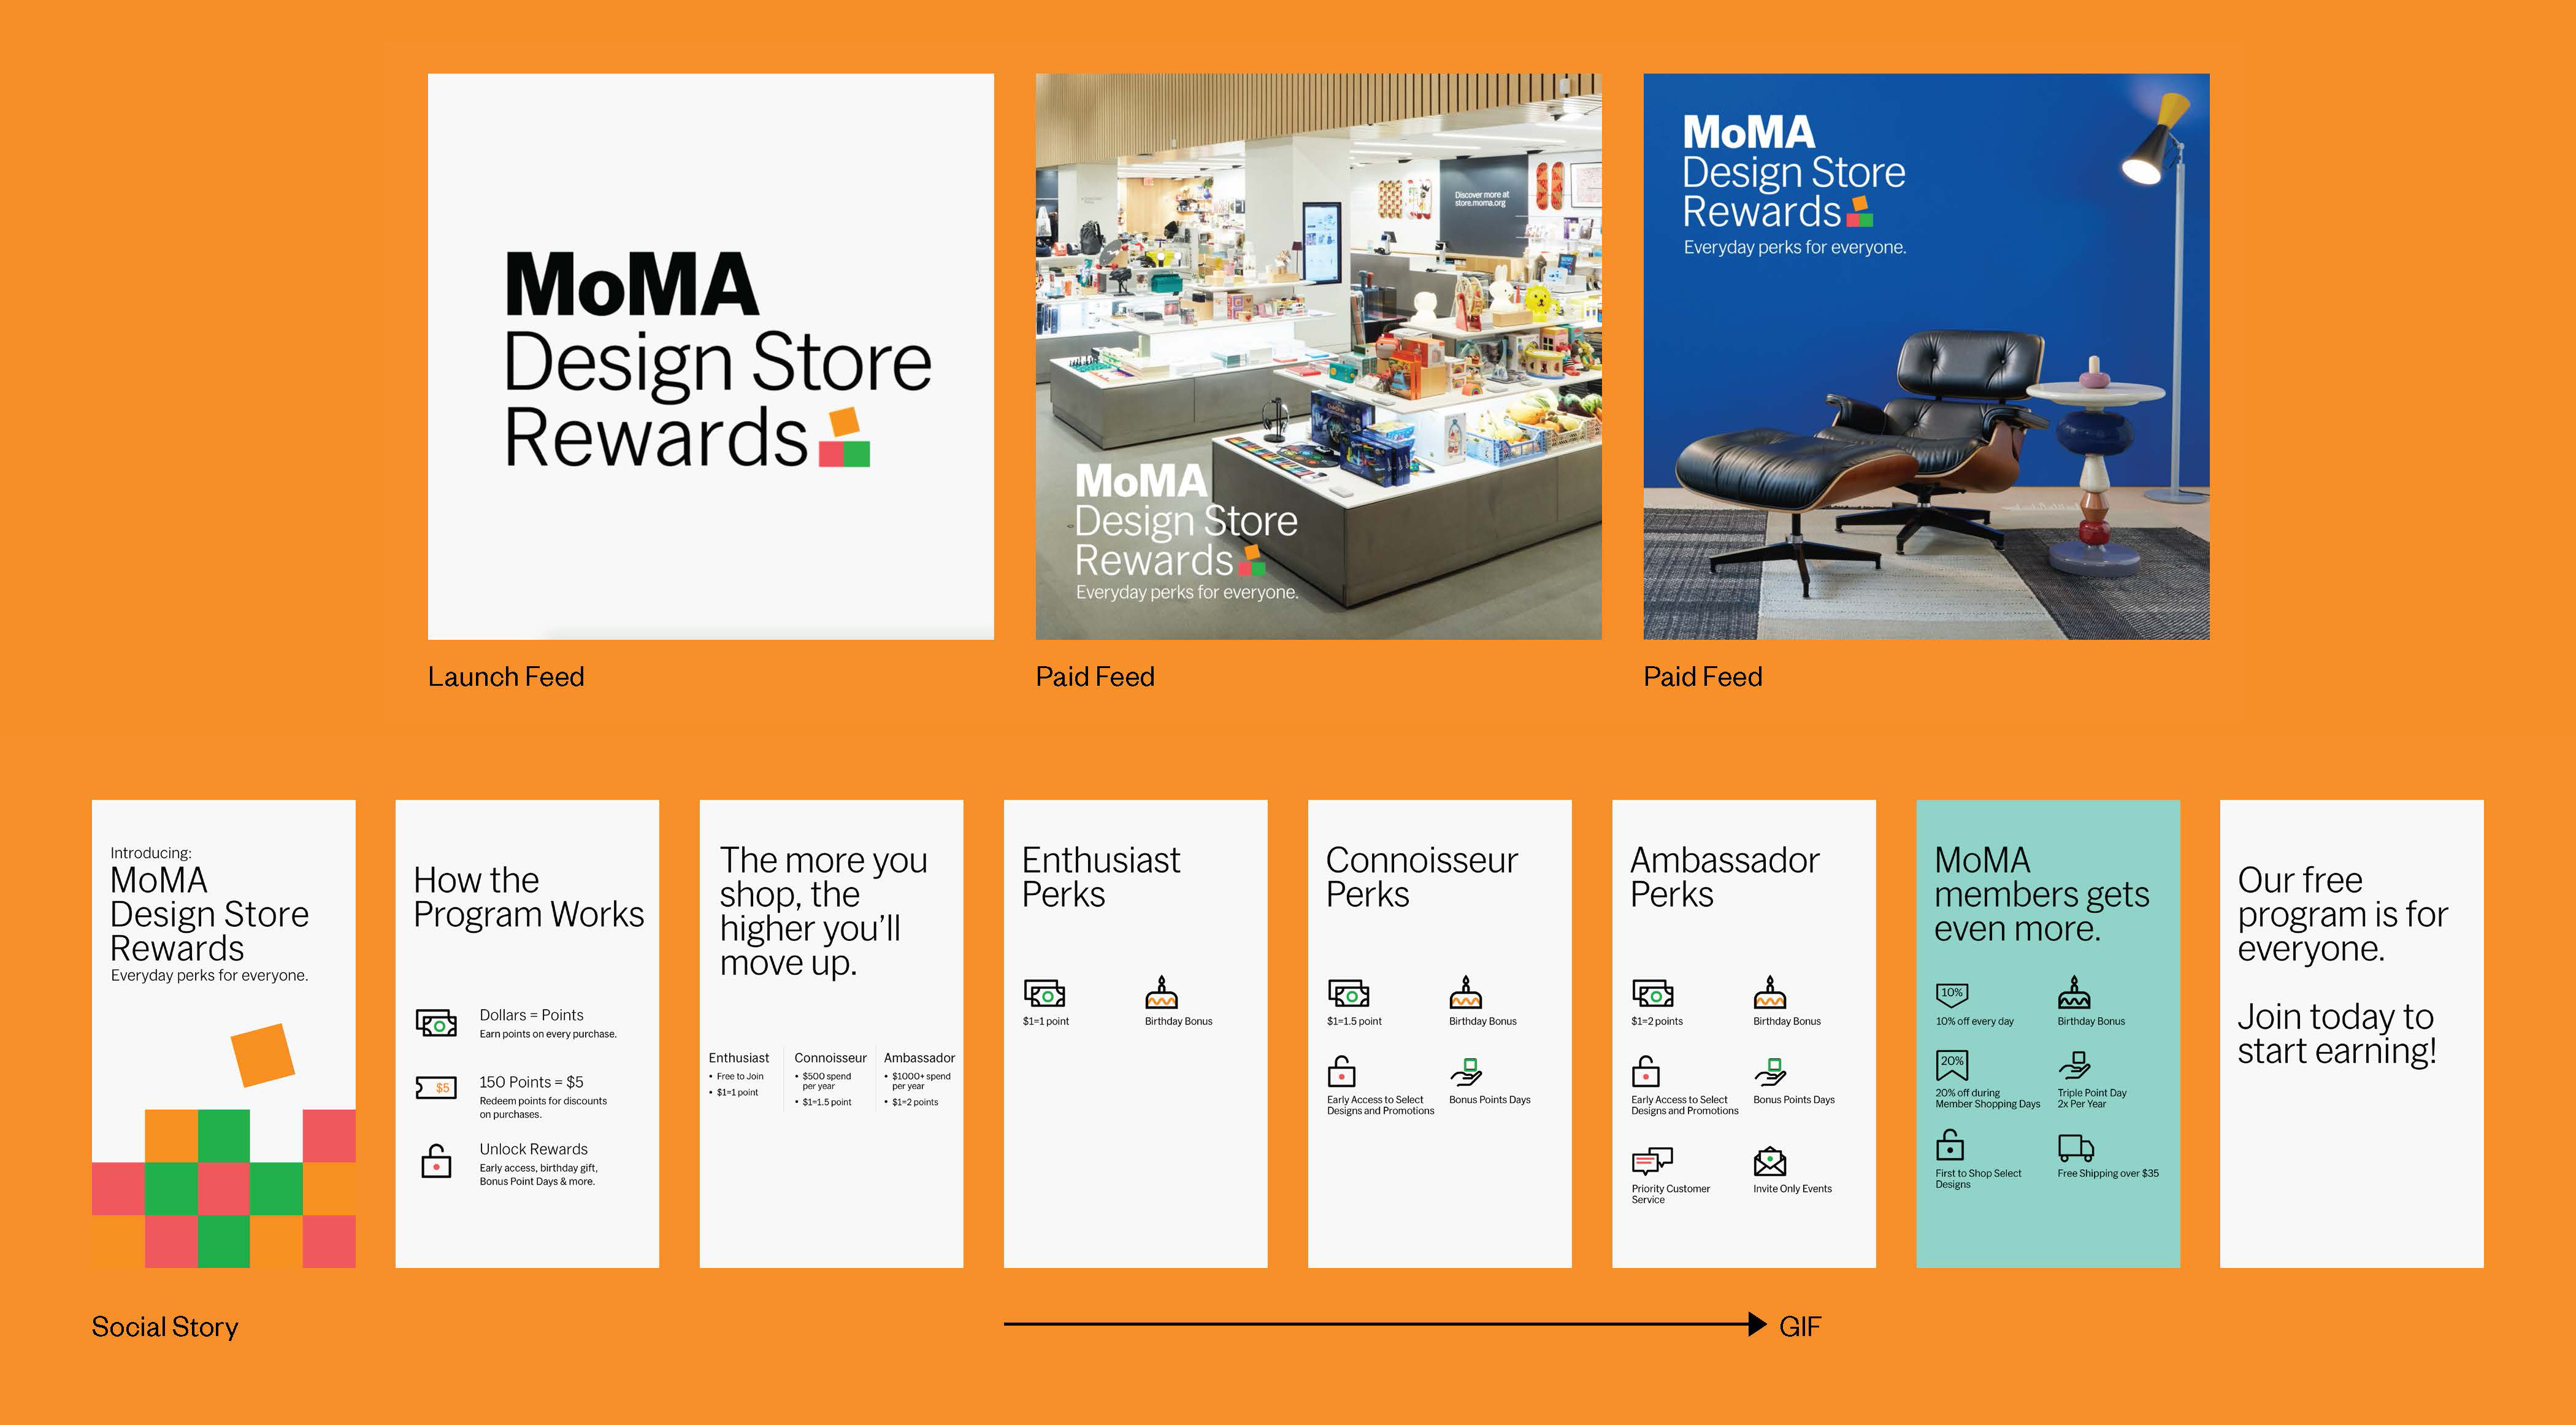 MoMA
Design Store
Rewards
Launch Feed
Discover more at
store.moma.org
MoMA
Design Store
Rewards
Everyday perks for everyone.
Paid Feed
MoMA
Design Store
Rewards
Everyday perks for everyone.
Paid Feed
Introducing:
MoMA
Design Store
Rewards
Everyday perks for everyone.
How the
Program Works
Dollars = Points
Earn points on every purchase.
$5
150 Points = $5
Redeem points for discounts
on purchases.
Unlock Rewards
Early access, birthday gift,
Bonus Point Days & more.
The more you
shop, the
higher you'll
move up.
Enthusiast
• Free to Join
• $1=1 point
Connoisseur
• $500 spend
per year
• $1=1.5 point
Ambassador
• $1000+ spend
per year
• $1=2 points
Enthusiast
Perks
$1=1 point
Birthday Bonus
Connoisseur
Perks
$1=1.5 point
Birthday Bonus
Early Access to Select
Designs and Promotions
Bonus Points Days
Ambassador
Perks
$1=2 points
Birthday Bonus
Early Access to Select
Designs and Promotions
Bonus Points Days
Priority Customer
Service
Invite Only Events
MoMA
members gets
even more.
10%
10% off every day
Birthday Bonus
20%
20% off during
Member Shopping Days
Triple Point Day
2x Per Year
First to Shop Select
Designs
Free Shipping over $35
Our free
program is for
everyone.
Join today to
start earning!
Social Story
GIF